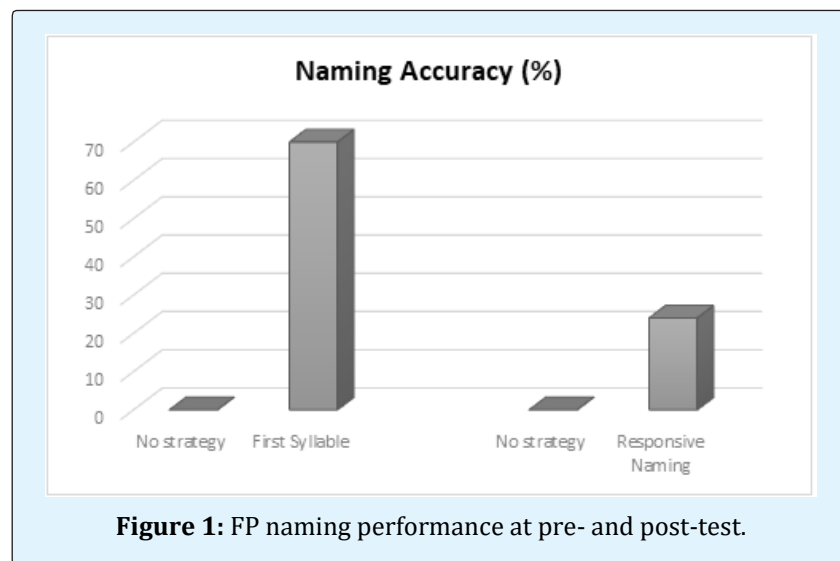 Naming Accuracy (%)
70
60
50
40
30
20
10
0
No strategy First Syllable No strategy Responsive
Naming
Figure 1: FP naming performance at pre- and post-test.